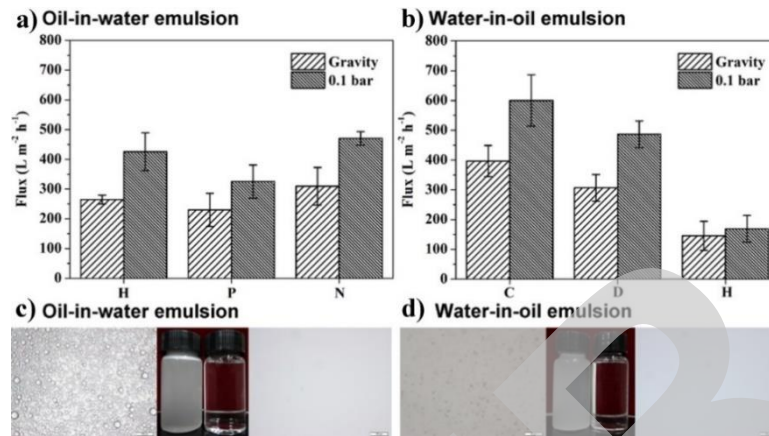 a) Oil-in-water emulsion
800
700
600
500
400
300
200
100
0
Flux (L m⁻² h⁻¹)
Gravity
0.1 bar
H P N
b) Water-in-oil emulsion
800
700
600
500
400
300
200
100
0
Flux (L m⁻² h⁻¹)
Gravity
0.1 bar
C D H
c) Oil-in-water emulsion
d) Water-in-oil emulsion